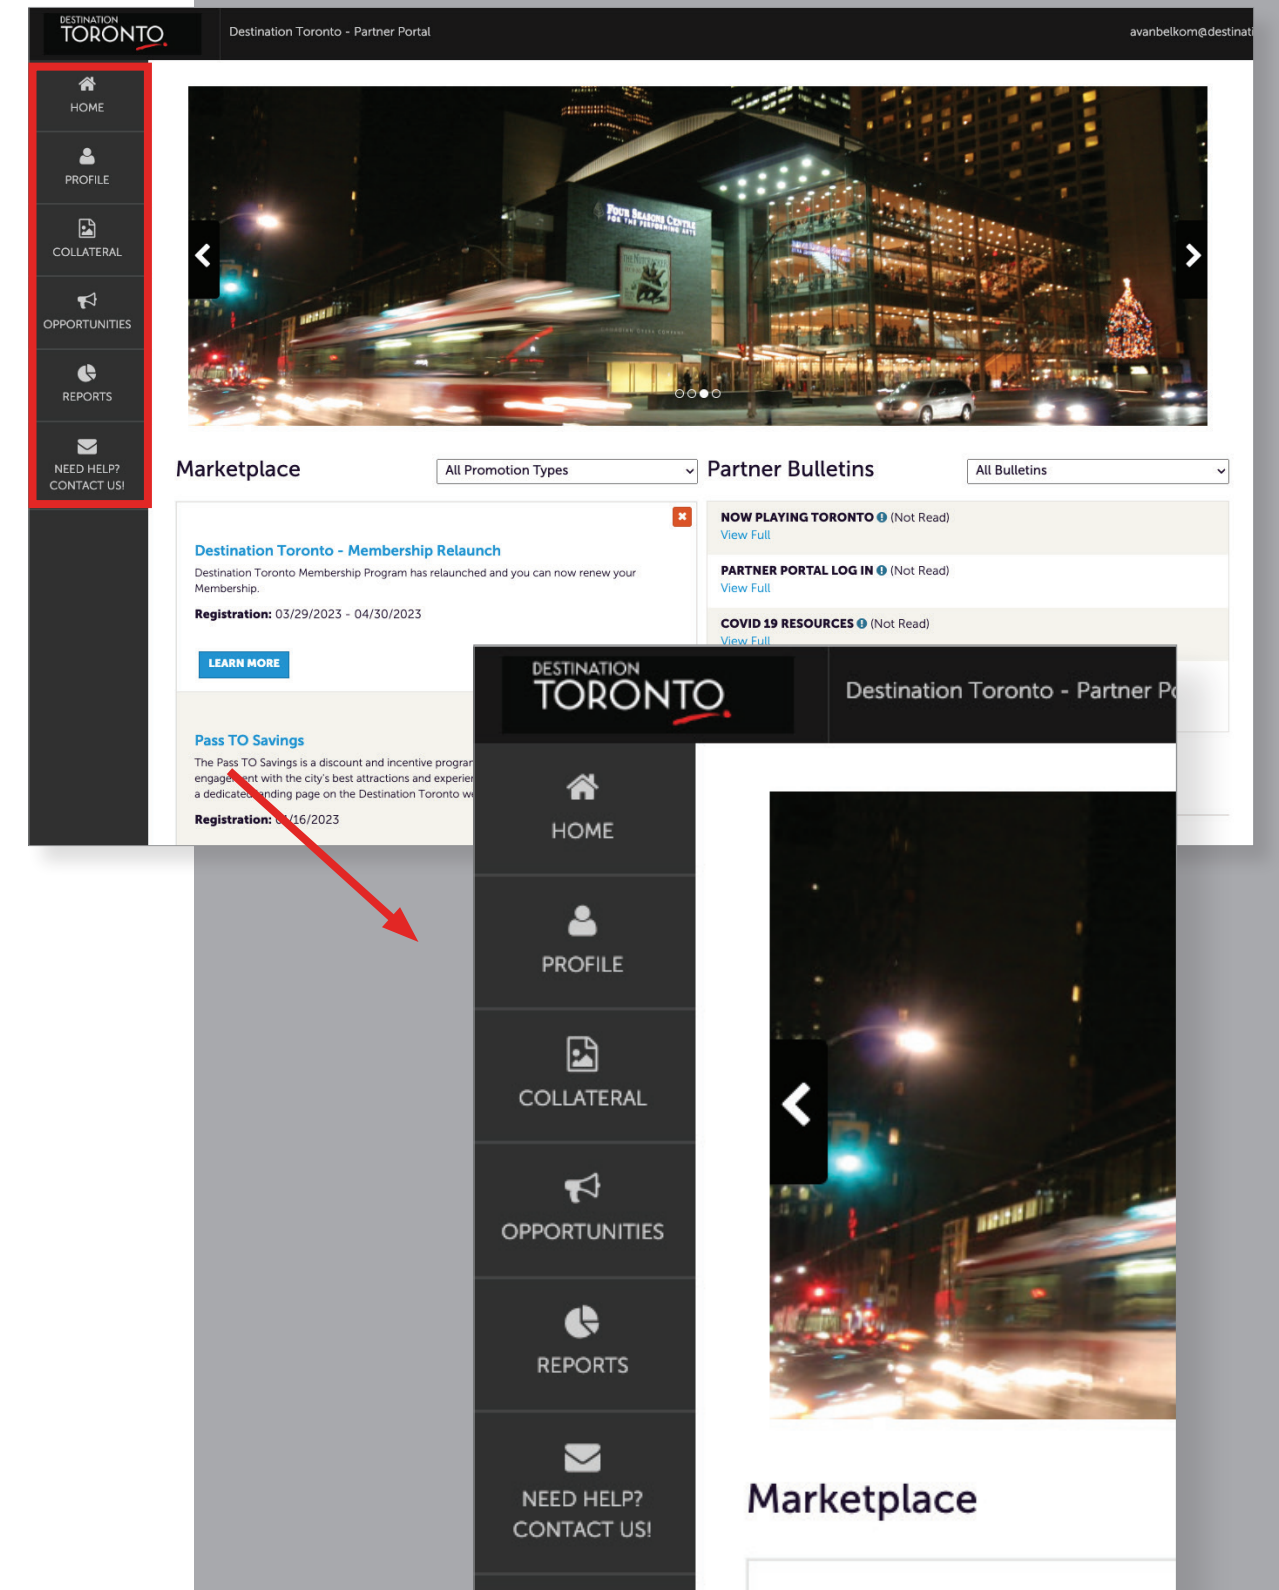 DESTINATION
TORONTO
Destination Toronto - Partner Portal
avanbelkom@destinati
HOME
PROFILE
COLLATERAL
OPPORTUNITIES
REPORTS
NEED HELP?
CONTACT US!
FOUR SEASONS CENTRE
FOR THE PERFORMING ARTS
Marketplace
All Promotion Types
Destination Toronto - Membership Relaunch
Destination Toronto Membership Program has relaunched and you can now renew your
Membership.
Registration: 03/29/2023 - 04/30/2023
LEARN MORE
Pass TO Savings
The Pass TO Savings is a discount and incentive program
engagement with the city's best attractions and experien
a dedicated landing page on the Destination Toronto we
Registration: /16/2023
Partner Bulletins
All Bulletins
NOW PLAYING TORONTO (Not Read)
View Full
PARTNER PORTAL LOG IN (Not Read)
View Full
COVID 19 RESOURCES (Not Read)
View Full
DESTINATION
TORONTO
Destination Toronto - Partner Po
HOME
PROFILE
COLLATERAL
OPPORTUNITIES
REPORTS
NEED HELP?
CONTACT US!
Marketplace